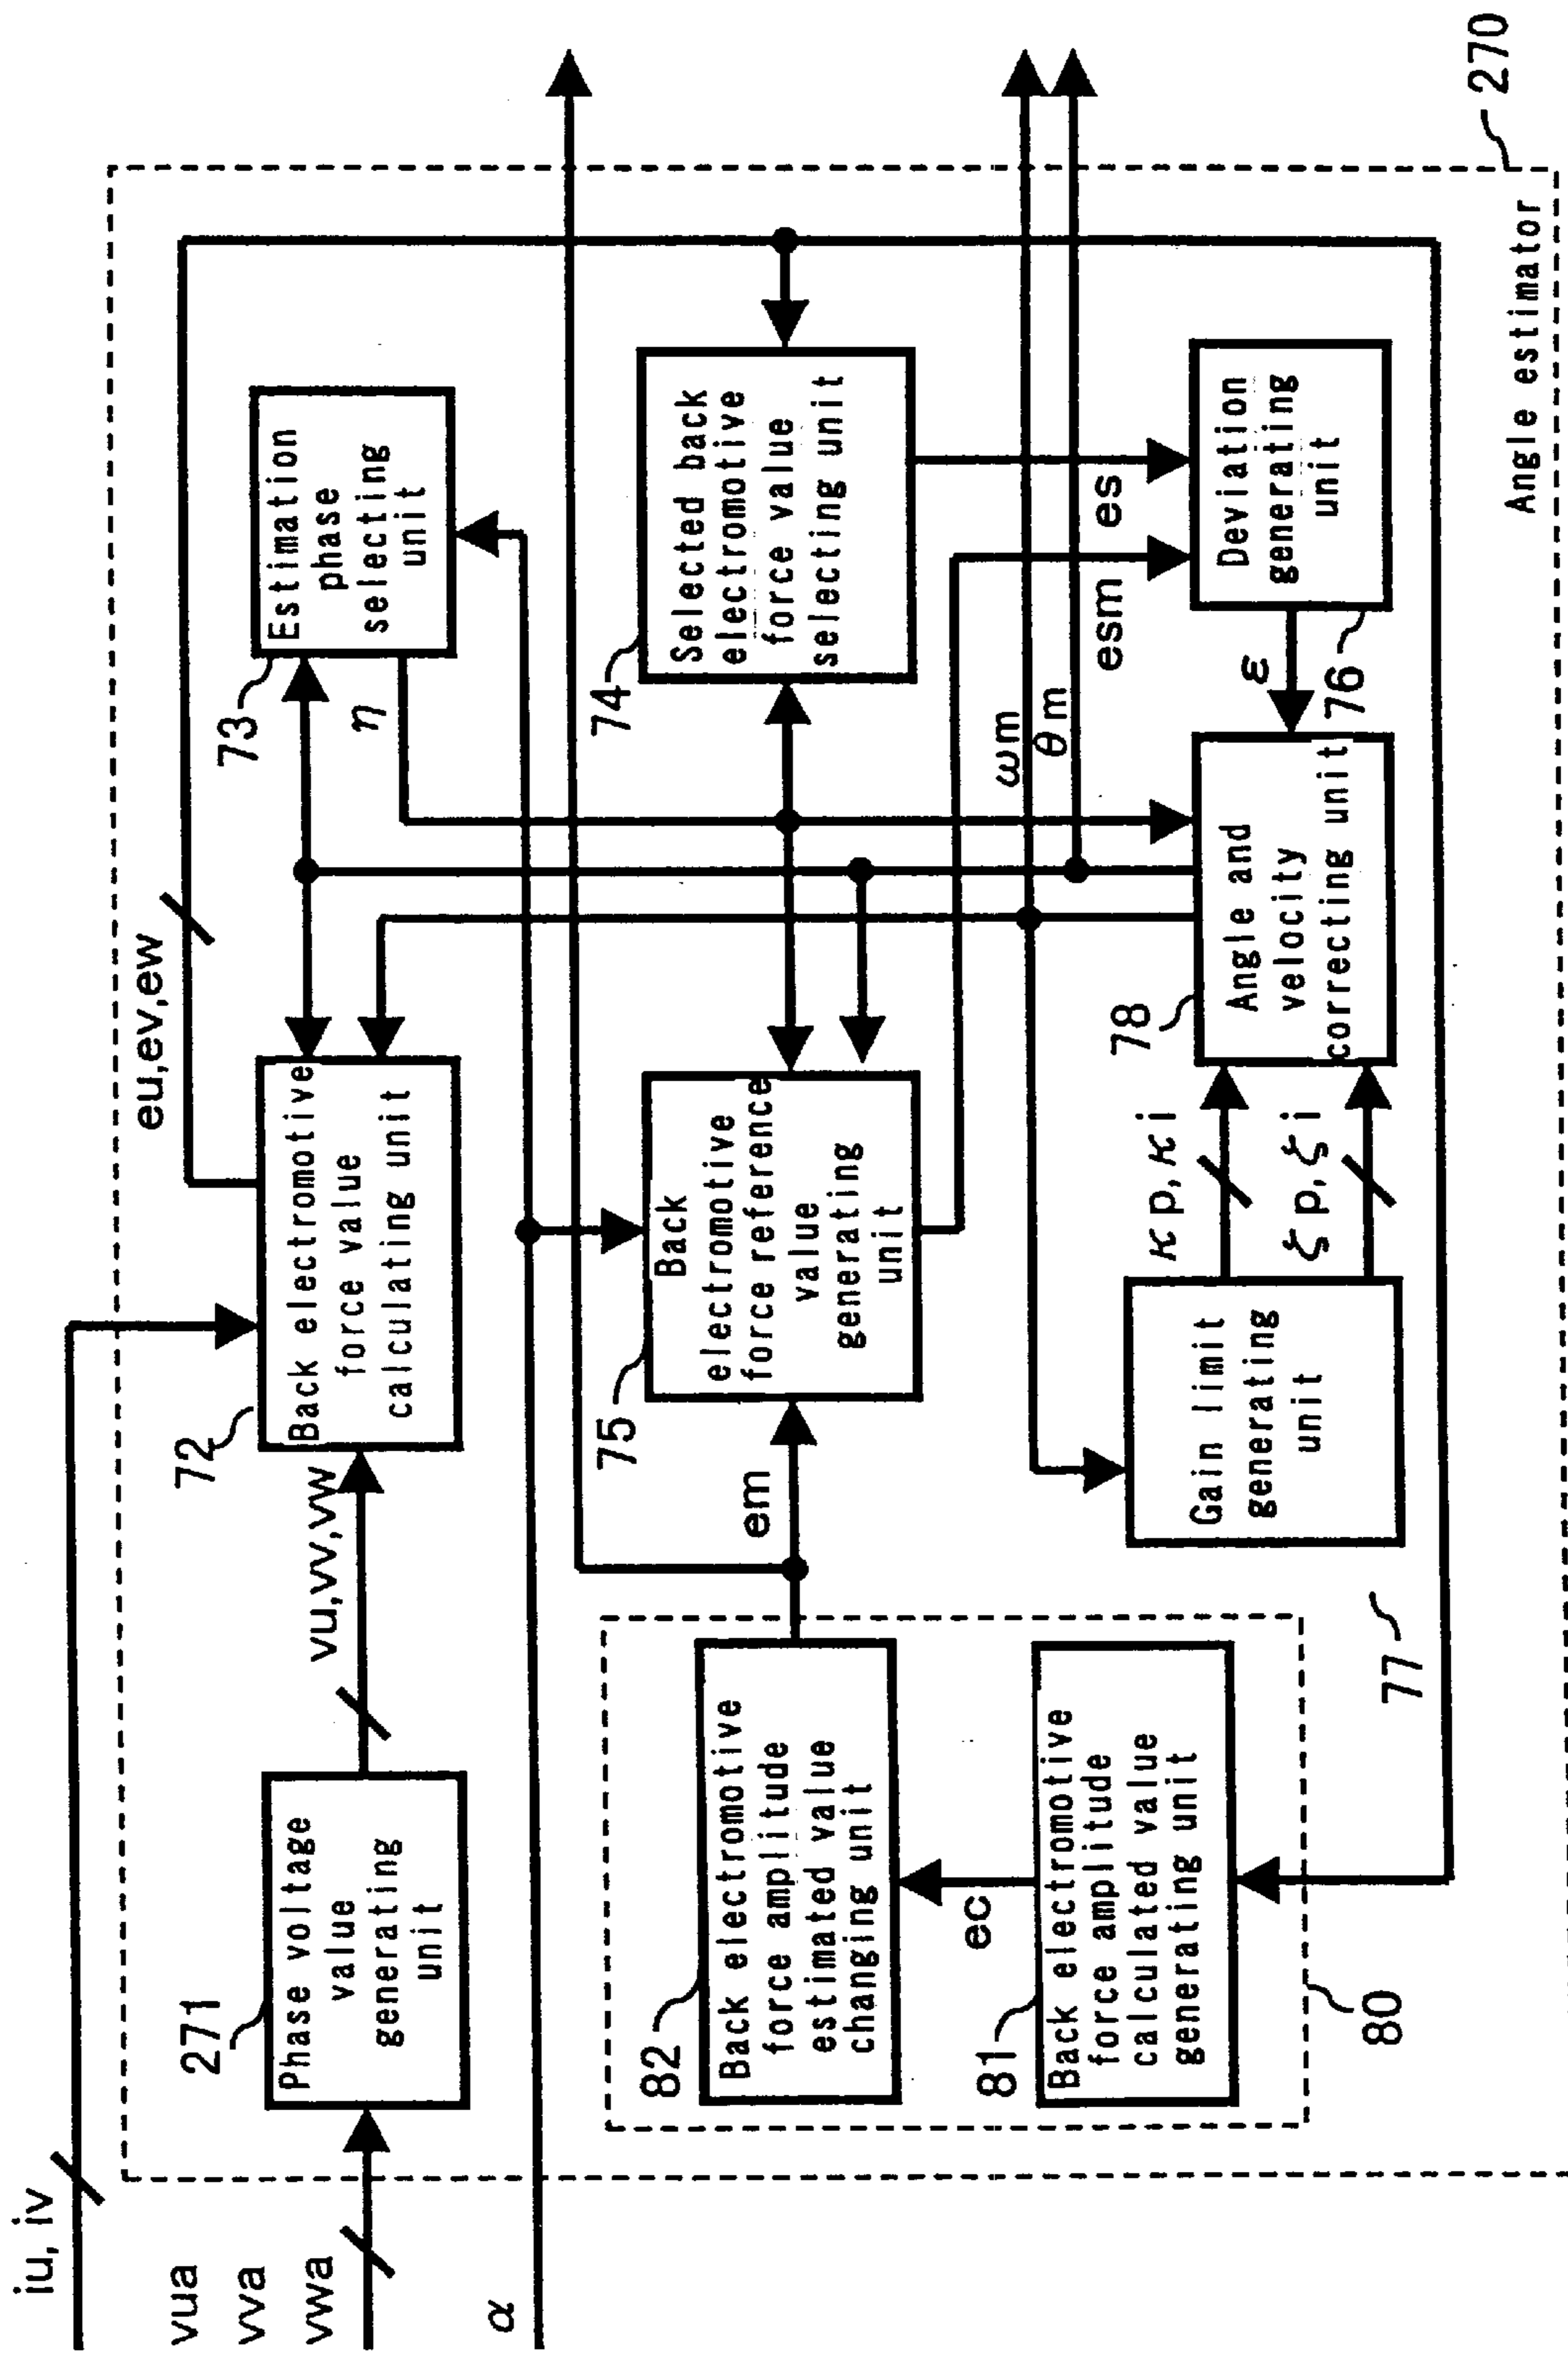 iu, iv
vua
vva
vwa
α
271
Phase voltage
value
generating
unit
vu,vv,vw
72
Back electromotive
force value
calculating unit
eu,ev,ew
73
Estimation
phase
selecting
unit
η
82
Back electromotive
force amplitude
estimated value
changing unit
ec
81
Back electromotive
force amplitude
calculated value
generating unit
80
em
75
Back
electromotive
force reference
value
generating
unit
74
Selected back
electromotive
force value
selecting unit
ωm
θm
esm
es
77
Gain limit
generating
unit
κp,κi
ζp,ζi
78
Angle and
velocity
correcting unit
ε
76
Deviation
generating
unit
Angle estimator
270